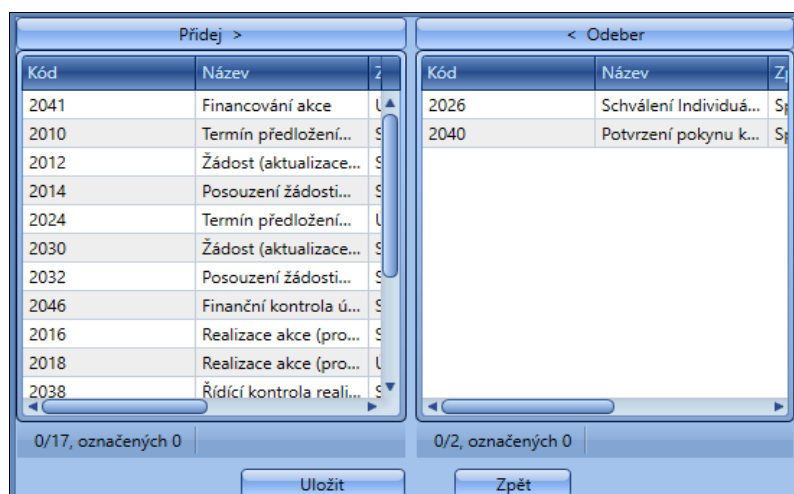 Přidej >
< Odeber
Kód Název
Kód Název
2041 Financování akce
2010 Termín předložení...
2012 Žádost (aktualizace...
2014 Posouzení žádosti...
2024 Termín předložení...
2030 Žádost (aktualizace...
2032 Posouzení žádosti...
2046 Finanční kontrola ú...
2016 Realizace akce (pro...
2018 Realizace akce (pro...
2038 Řídící kontrola reali...
2026 Schválení Individuá...
2040 Potvrzení pokynu k...
0/17, označených 0
0/2, označených 0
Uložit
Zpět